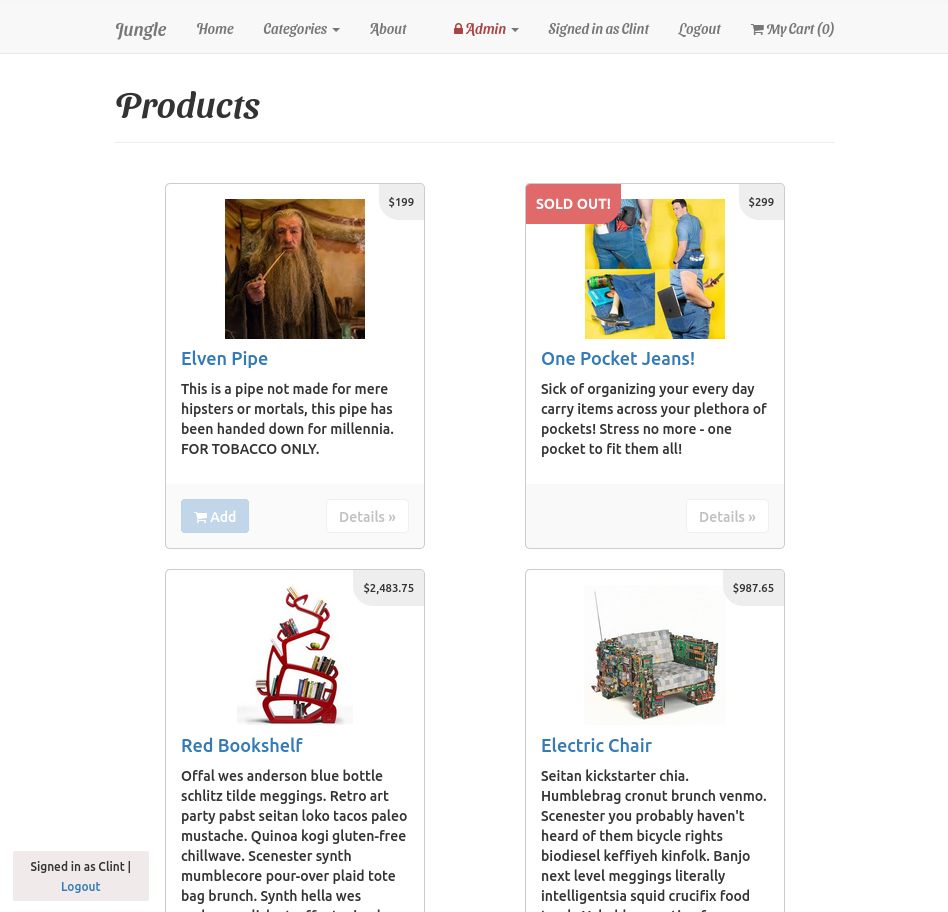 Jungle Home Categories About Admin Signed in as Clint Logout My Cart (0)
Products
$199
Elven Pipe
This is a pipe not made for mere
hipsters or mortals, this pipe has
been handed down for millennia.
FOR TOBACCO ONLY.
Add Details »
SOLD OUT! $299
One Pocket Jeans!
Sick of organizing your every day
carry items across your plethora of
pockets! Stress no more - one
pocket to fit them all!
Details »
$2,483.75
Red Bookshelf
Offal wes anderson blue bottle
schlitz tilde meggings. Retro art
party pabst seitan loko tacos paleo
mustache. Quinoa kogi gluten-free
chillwave. Scenester synth
mumblecore pour-over plaid tote
bag brunch. Synth hella wes
$987.65
Electric Chair
Seitan kickstarter chia.
Humblebrag cronut brunch venmo.
Scenester you probably haven't
heard of them bicycle rights
biodiesel keffiyeh kinfolk. Banjo
next level meggings literally
intelligentsia squid crucifix food
Signed in as Clint |
Logout